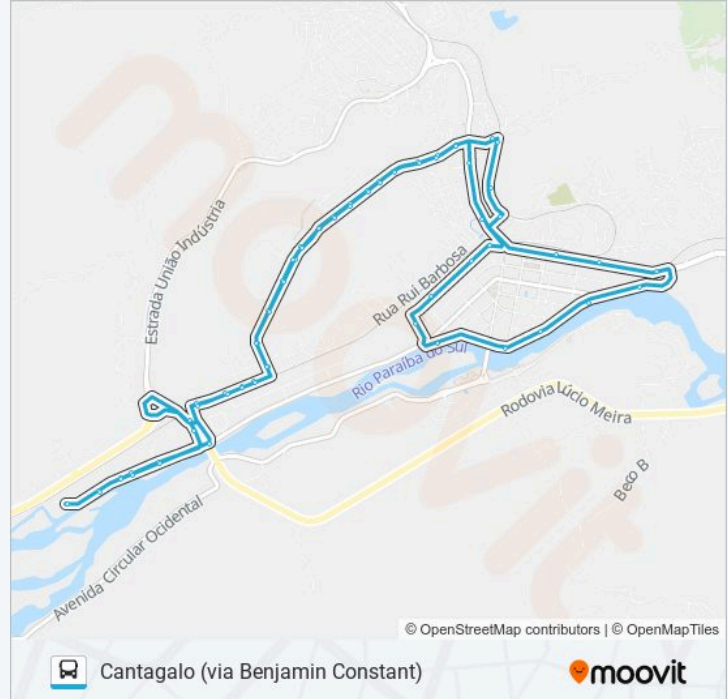 moovit
Estrada União Indústria
Rua Rui Barbosa
Rio Paraíba do Sul
Rodovia Lúcio Meira
Beco B
Avenida Circular Ocidental
© OpenStreetMap contributors | © OpenMapTiles
Cantagalo (via Benjamin Constant)
moovit